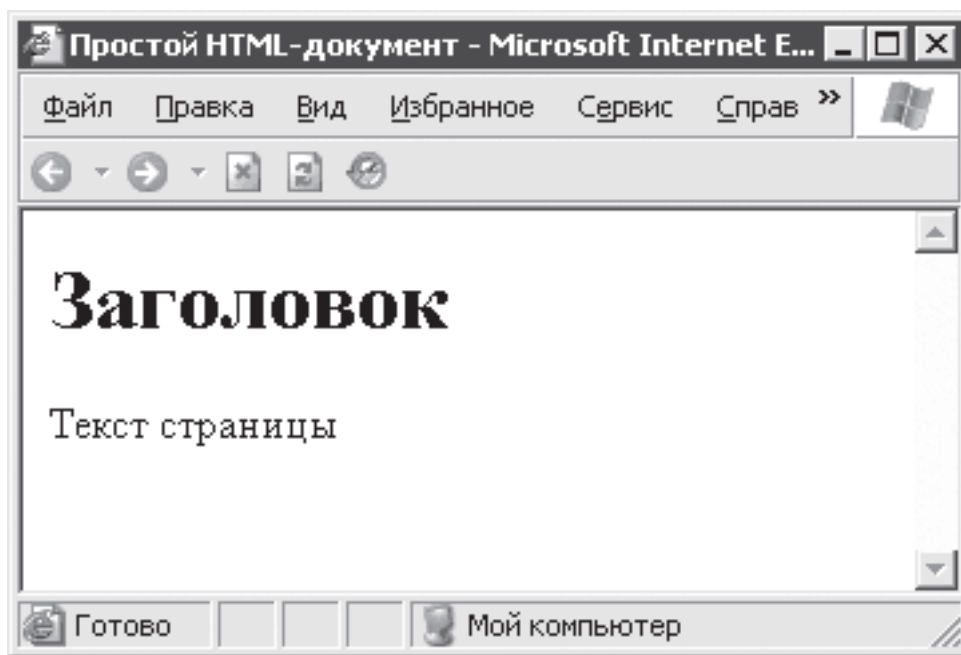 Простой HTML-документ - Microsoft Internet E...
Файл Правка Вид Избранное Сервис Справ »
Заголовок
Текст страницы
Готово Мой компьютер